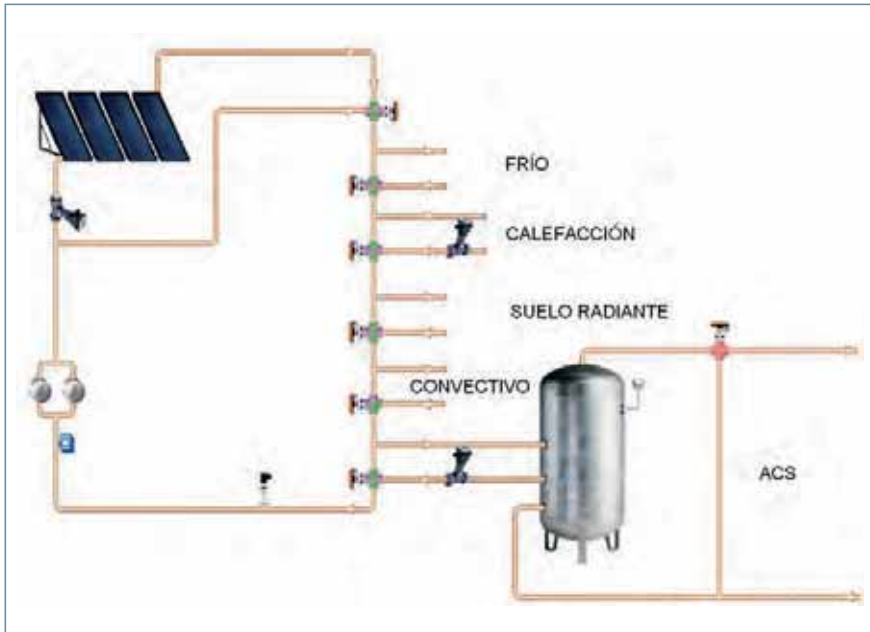 FRÍO
CALEFACCIÓN
SUELO RADIANTE
CONVECTIVO
ACS